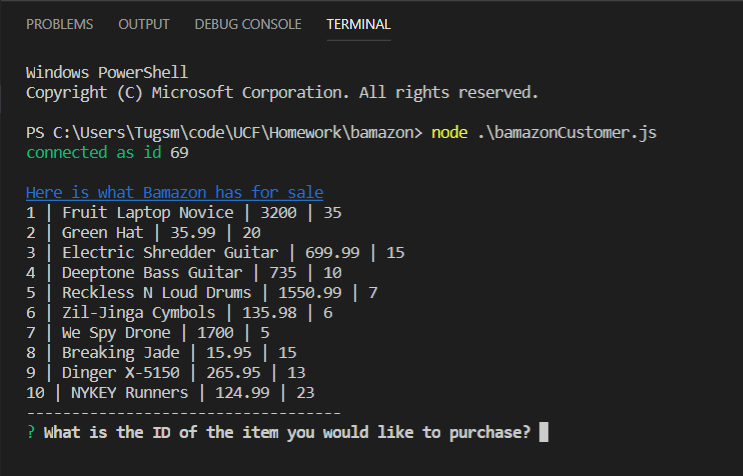 PROBLEMS OUTPUT DEBUG CONSOLE TERMINAL
Windows PowerShell
Copyright (C) Microsoft Corporation. All rights reserved.
PS C:\Users\Tugsm\code\UCF\Homework\bamazon> node .\bamazonCustomer.js
connected as id 69
Here is what Bamazon has for sale
1 | Fruit Laptop Novice | 3200 | 35
2 | Green Hat | 35.99 | 20
3 | Electric Shredder Guitar | 699.99 | 15
4 | Deeptone Bass Guitar | 735 | 10
5 | Reckless N Loud Drums | 1550.99 | 7
6 | Zil-Jinga Cymbols | 135.98 | 6
7 | We Spy Drone | 1700 | 5
8 | Breaking Jade | 15.95 | 15
9 | Dinger X-5150 | 265.95 | 13
10 | NYKEY Runners | 124.99 | 23
-----------------------------------
? What is the ID of the item you would like to purchase?